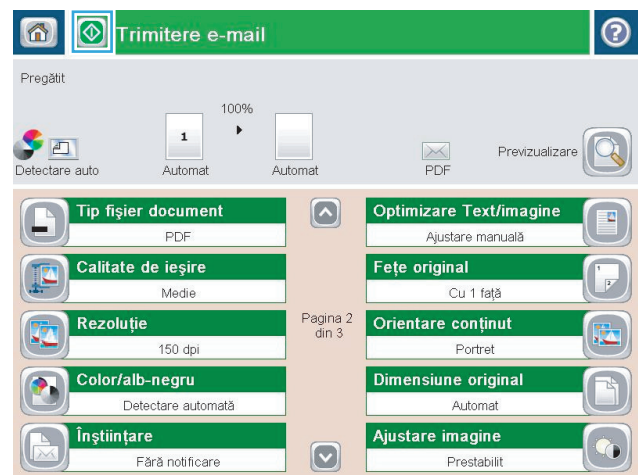 Trimitere e-mail
?
Pregătit
100%
1
Detectare auto
Automat
Automat
PDF
Previzualizare
Tip fişier document
PDF
Calitate de ieşire
Medie
Rezoluţie
150 dpi
Color/alb-negru
Detectare automată
Înştiinţare
Fără notificare
Pagina 2
din 3
Optimizare Text/imagine
Ajustare manuală
Feţe original
1
2
Cu 1 faţă
Orientare conţinut
Portret
Dimensiune original
Automat
Ajustare imagine
Prestabilit